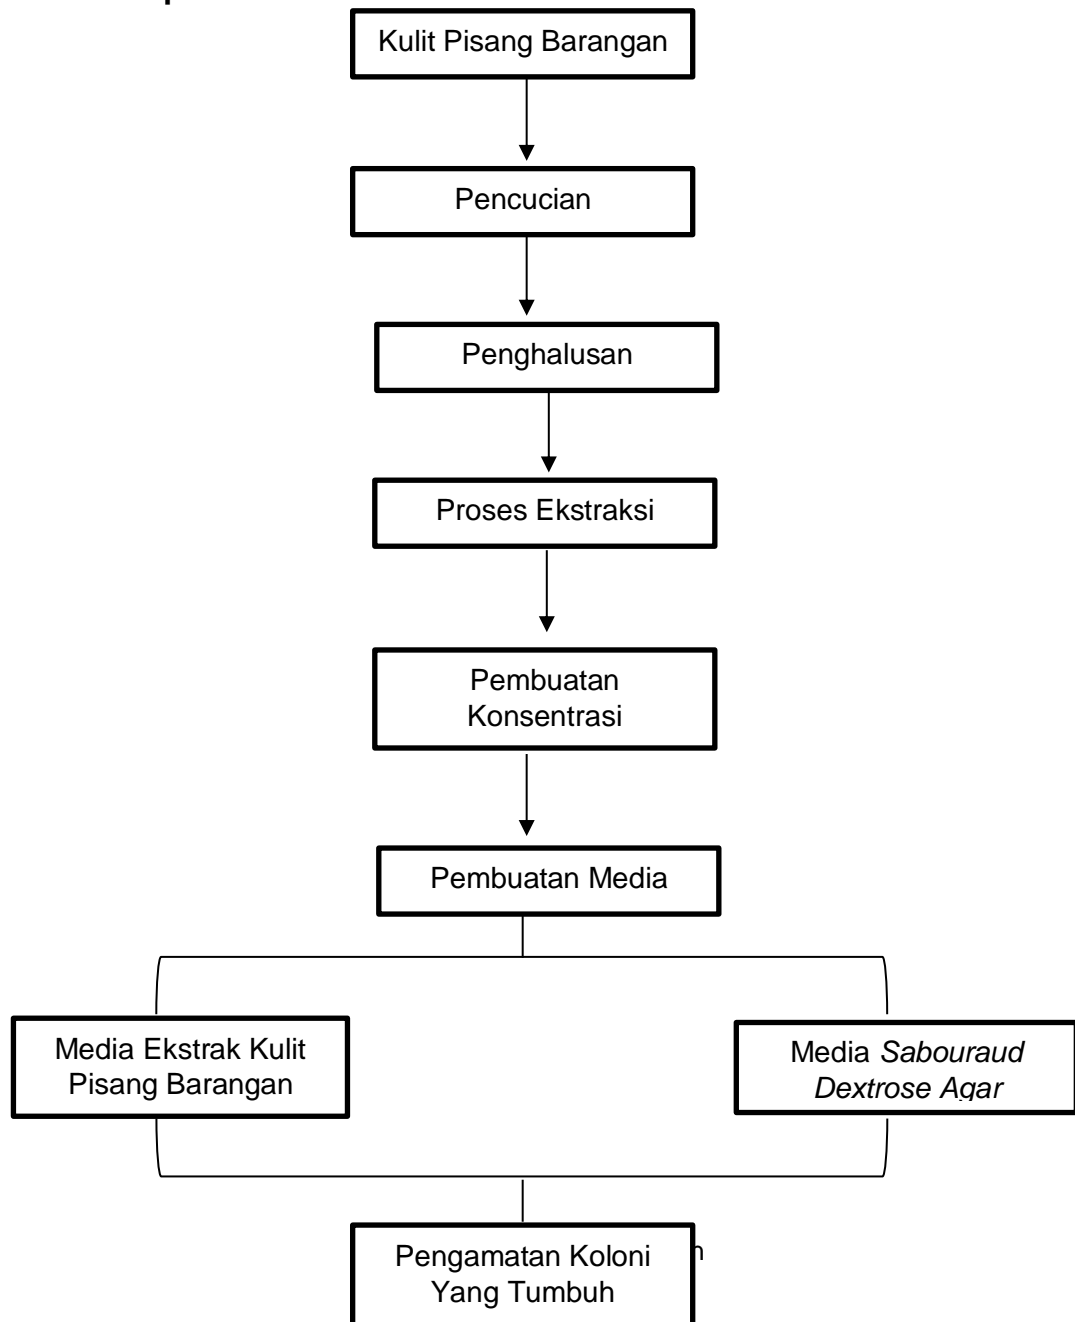 Kulit Pisang Barangan
Pencucian
Penghalusan
Proses Ekstraksi
Pembuatan
Konsentrasi
Pembuatan Media
Media Ekstrak Kulit
Pisang Barangan
Media Sabouraud
Dextrose Agar
Pengamatan Koloni
Yang Tumbuh